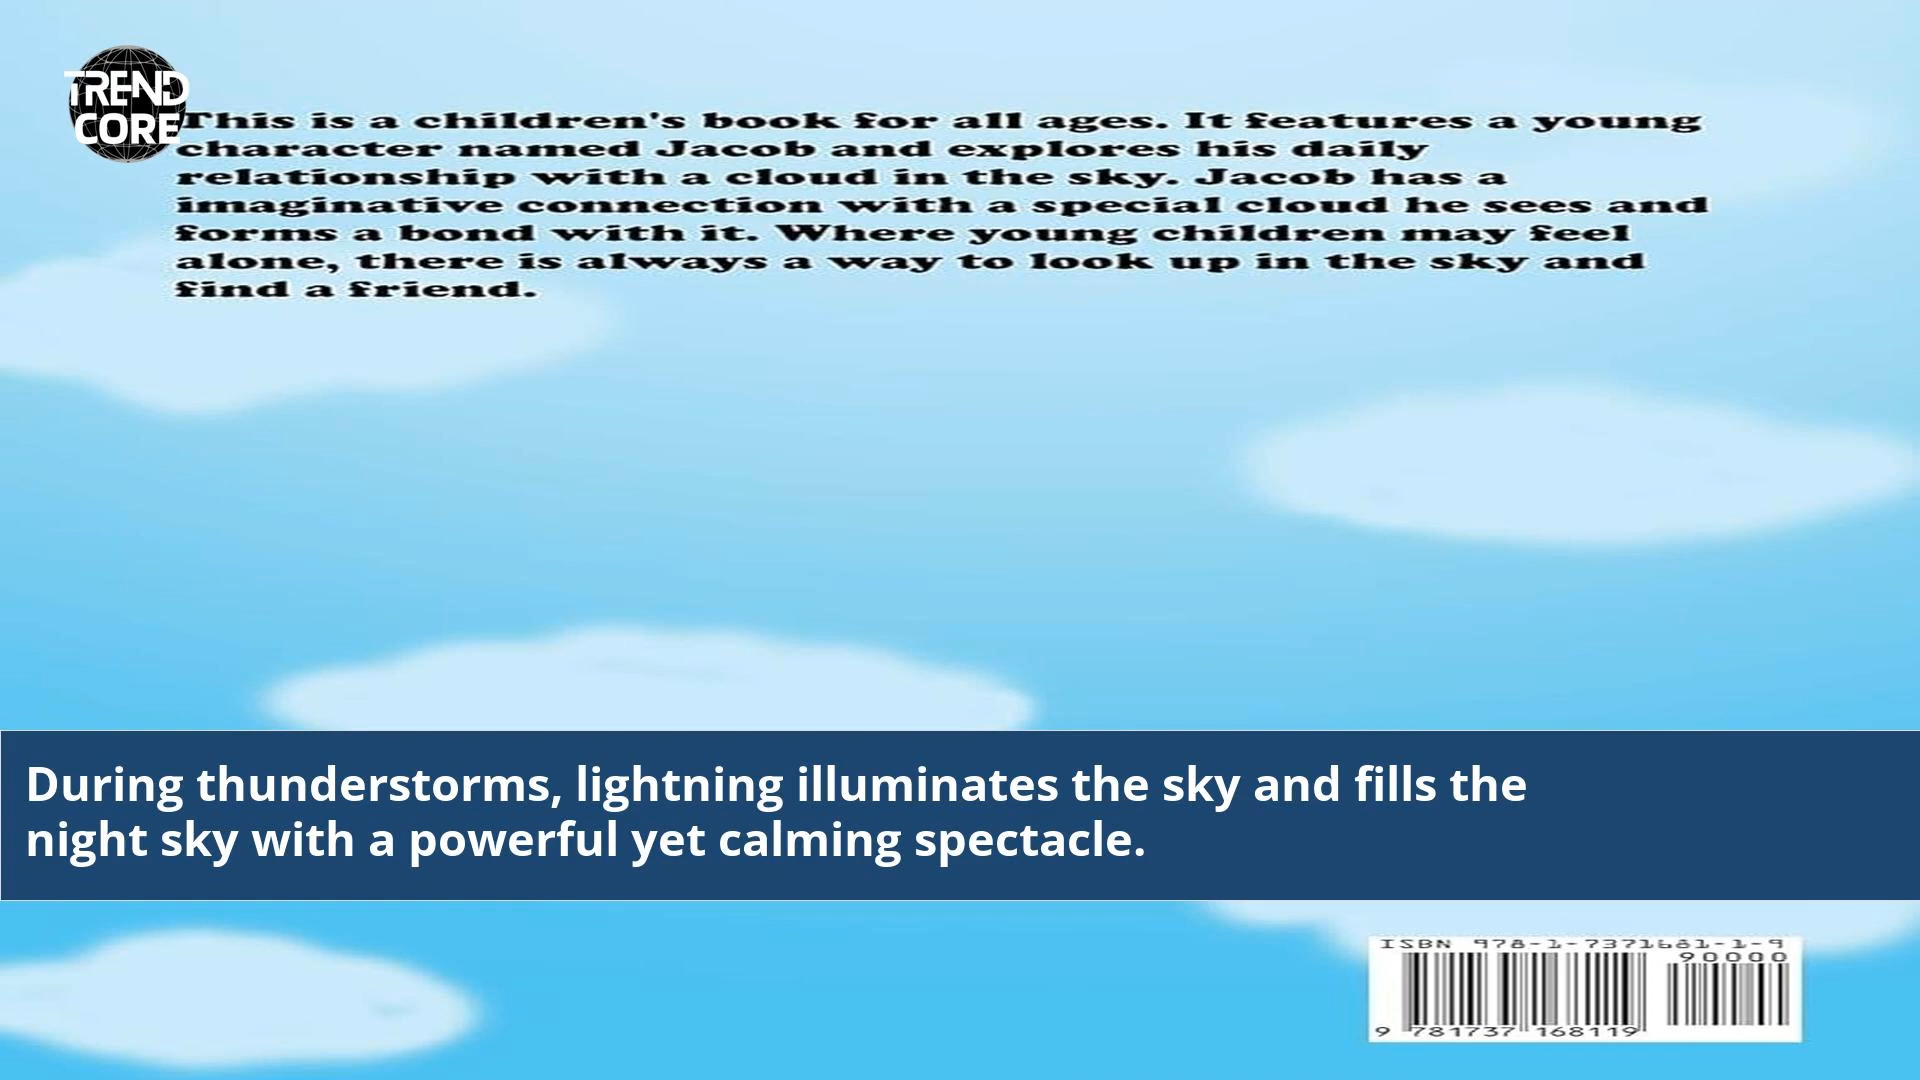 TREND
CORE
This is a children's book for all ages. It features a young
character named Jacob and explores his daily
relationship with a cloud in the sky. Jacob has a
imaginative connection with a special cloud he sees and
forms a bond with it. Where young children may feel
alone, there is always a way to look up in the sky and
find a friend.
During thunderstorms, lightning illuminates the sky and fills the
night sky with a powerful yet calming spectacle.
ISBN 978-1-7371681-1-9
90000
9 781737 168119